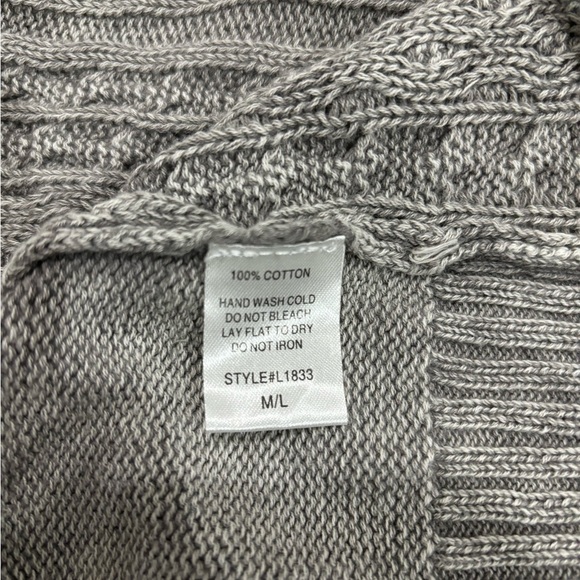 100% COTTON
HAND WASH COLD
DO NOT BLEACH
LAY FLAT TO DRY
DO NOT IRON
STYLE#L1833
M/L